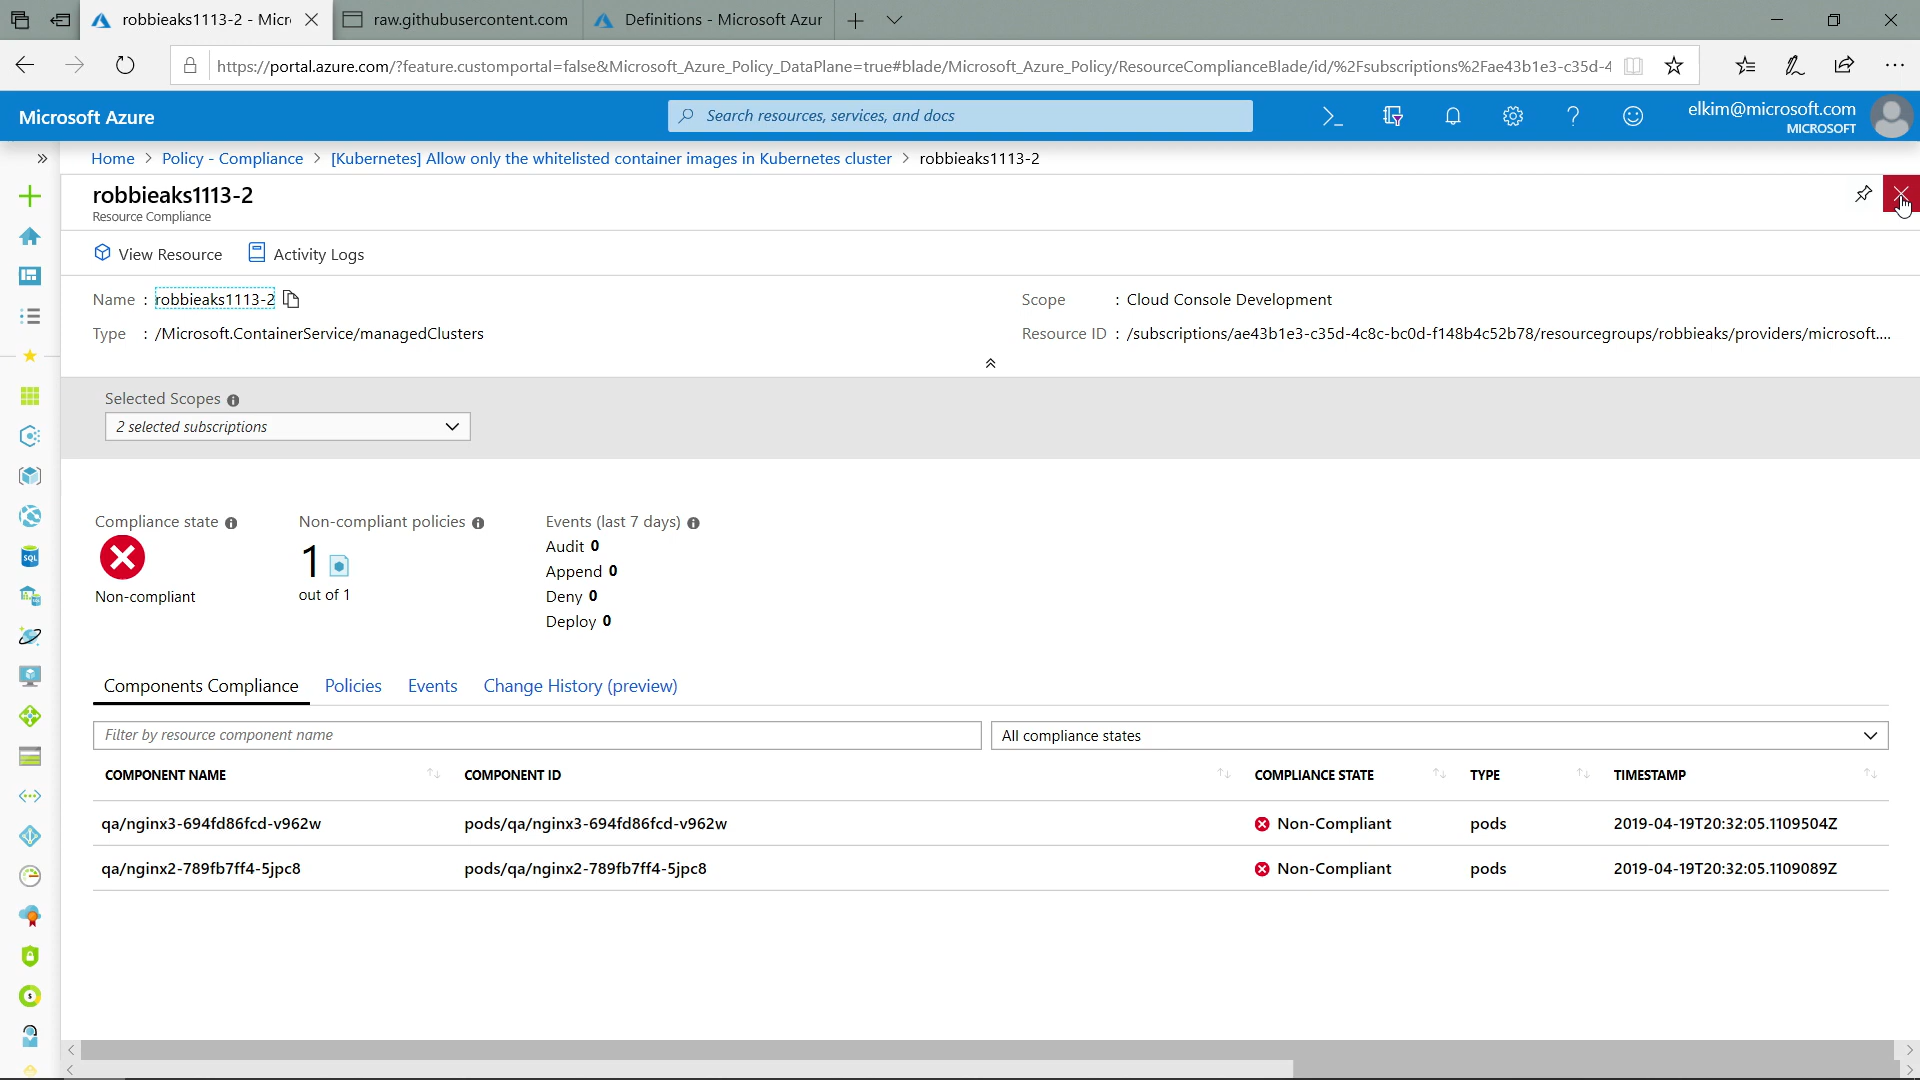 robbieaks1113-2 - Micr
raw.githubusercontent.com
Definitions - Microsoft Azur
https://portal.azure.com/?feature.customportal=false&Microsoft_Azure_Policy_DataPlane=true#blade/Microsoft_Azure_Policy/ResourceComplianceBlade/id/%2Fsubscriptions%2Fae43b1e3-c35d-4
Microsoft Azure
Search resources, services, and docs
elkim@microsoft.com
MICROSOFT
Home > Policy - Compliance > [Kubernetes] Allow only the whitelisted container images in Kubernetes cluster > robbieaks1113-2
robbieaks1113-2
Resource Compliance
View Resource
Activity Logs
Name : robbieaks1113-2
Scope : Cloud Console Development
Type : /Microsoft.ContainerService/managedClusters
Resource ID : /subscriptions/ae43b1e3-c35d-4c8c-bc0d-f148b4c52b78/resourcegroups/robbieaks/providers/microsoft....
Selected Scopes
2 selected subscriptions
Compliance state
Non-compliant
Non-compliant policies
1
out of 1
Events (last 7 days)
Audit 0
Append 0
Deny 0
Deploy 0
Components Compliance Policies Events Change History (preview)
Filter by resource component name
All compliance states
COMPONENT NAME COMPONENT ID COMPLIANCE STATE TYPE TIMESTAMP
qa/nginx3-694fd86fcd-v962w pods/qa/nginx3-694fd86fcd-v962w Non-Compliant pods 2019-04-19T20:32:05.1109504Z
qa/nginx2-789fb7ff4-5jpc8 pods/qa/nginx2-789fb7ff4-5jpc8 Non-Compliant pods 2019-04-19T20:32:05.1109089Z